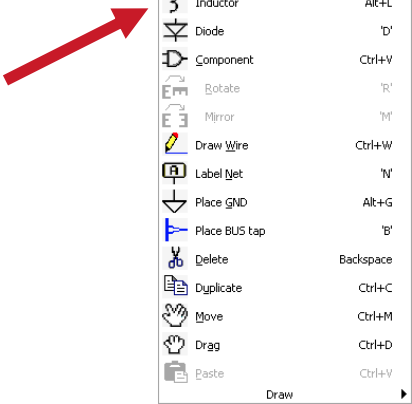 Inductor Alt+L
Diode 'D'
Component Ctrl+V
Rotate 'R'
Mirror 'M'
Draw Wire Ctrl+W
A Label Net 'N'
Place GND Alt+G
Place BUS tap 'B'
Delete Backspace
Duplicate Ctrl+C
Move Ctrl+M
Drag Ctrl+D
Paste Ctrl+V
Draw